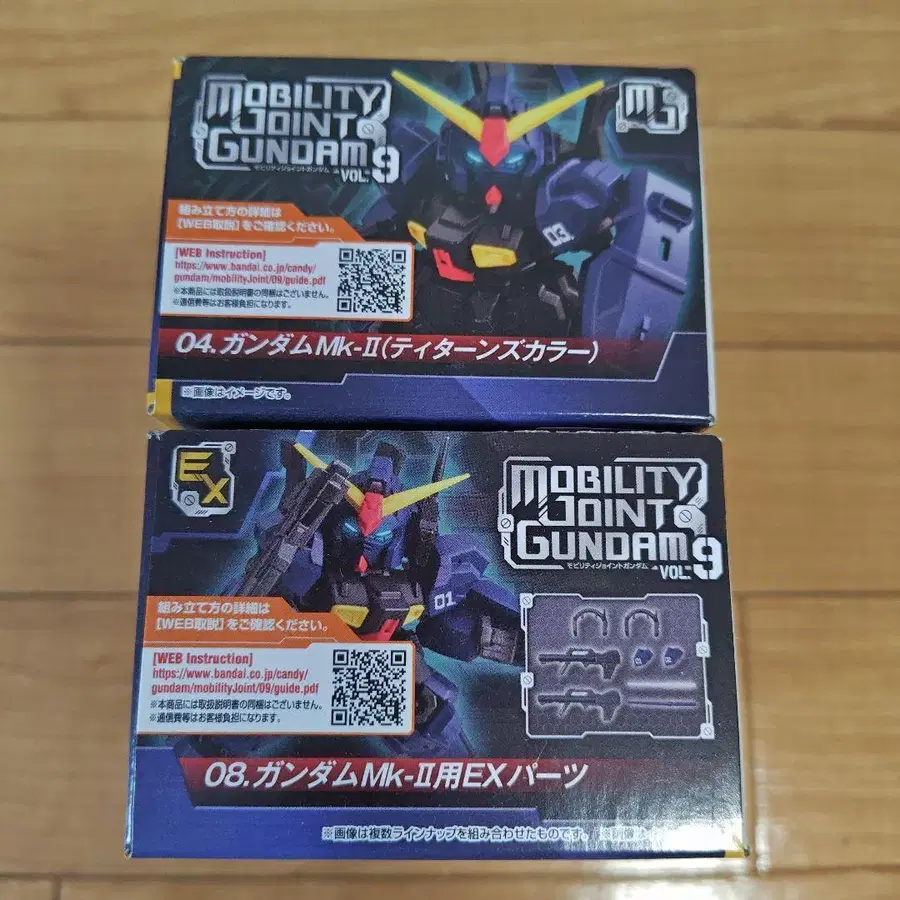 MOBILITY
JOINT
GUNDAM
モビリティジョイントガンダム
VOL. 9
MJ
03
組み立て方の詳細は
【WEB取説】をご確認ください。
[WEB Instruction]
https://www.bandai.co.jp/candy/
gundam/mobilityJoint/09/guide.pdf
※本商品には取扱説明書の同梱はございません。
※通信費等はお客様負担になります。
04.ガンダムMk-II(ティターンズカラー)
※画像はイメージです。
EX
MOBILITY
JOINT
GUNDAM
モビリティジョイントガンダム
VOL. 9
01
組み立て方の詳細は
【WEB取説】をご確認ください。
[WEB Instruction]
https://www.bandai.co.jp/candy/
gundam/mobilityJoint/09/guide.pdf
※本商品には取扱説明書の同梱はございません。
※通信費等はお客様負担になります。
08.ガンダムMk-II用EXパーツ
※画像は複数ラインナップを組み合わせたものです。 ※画像はイ